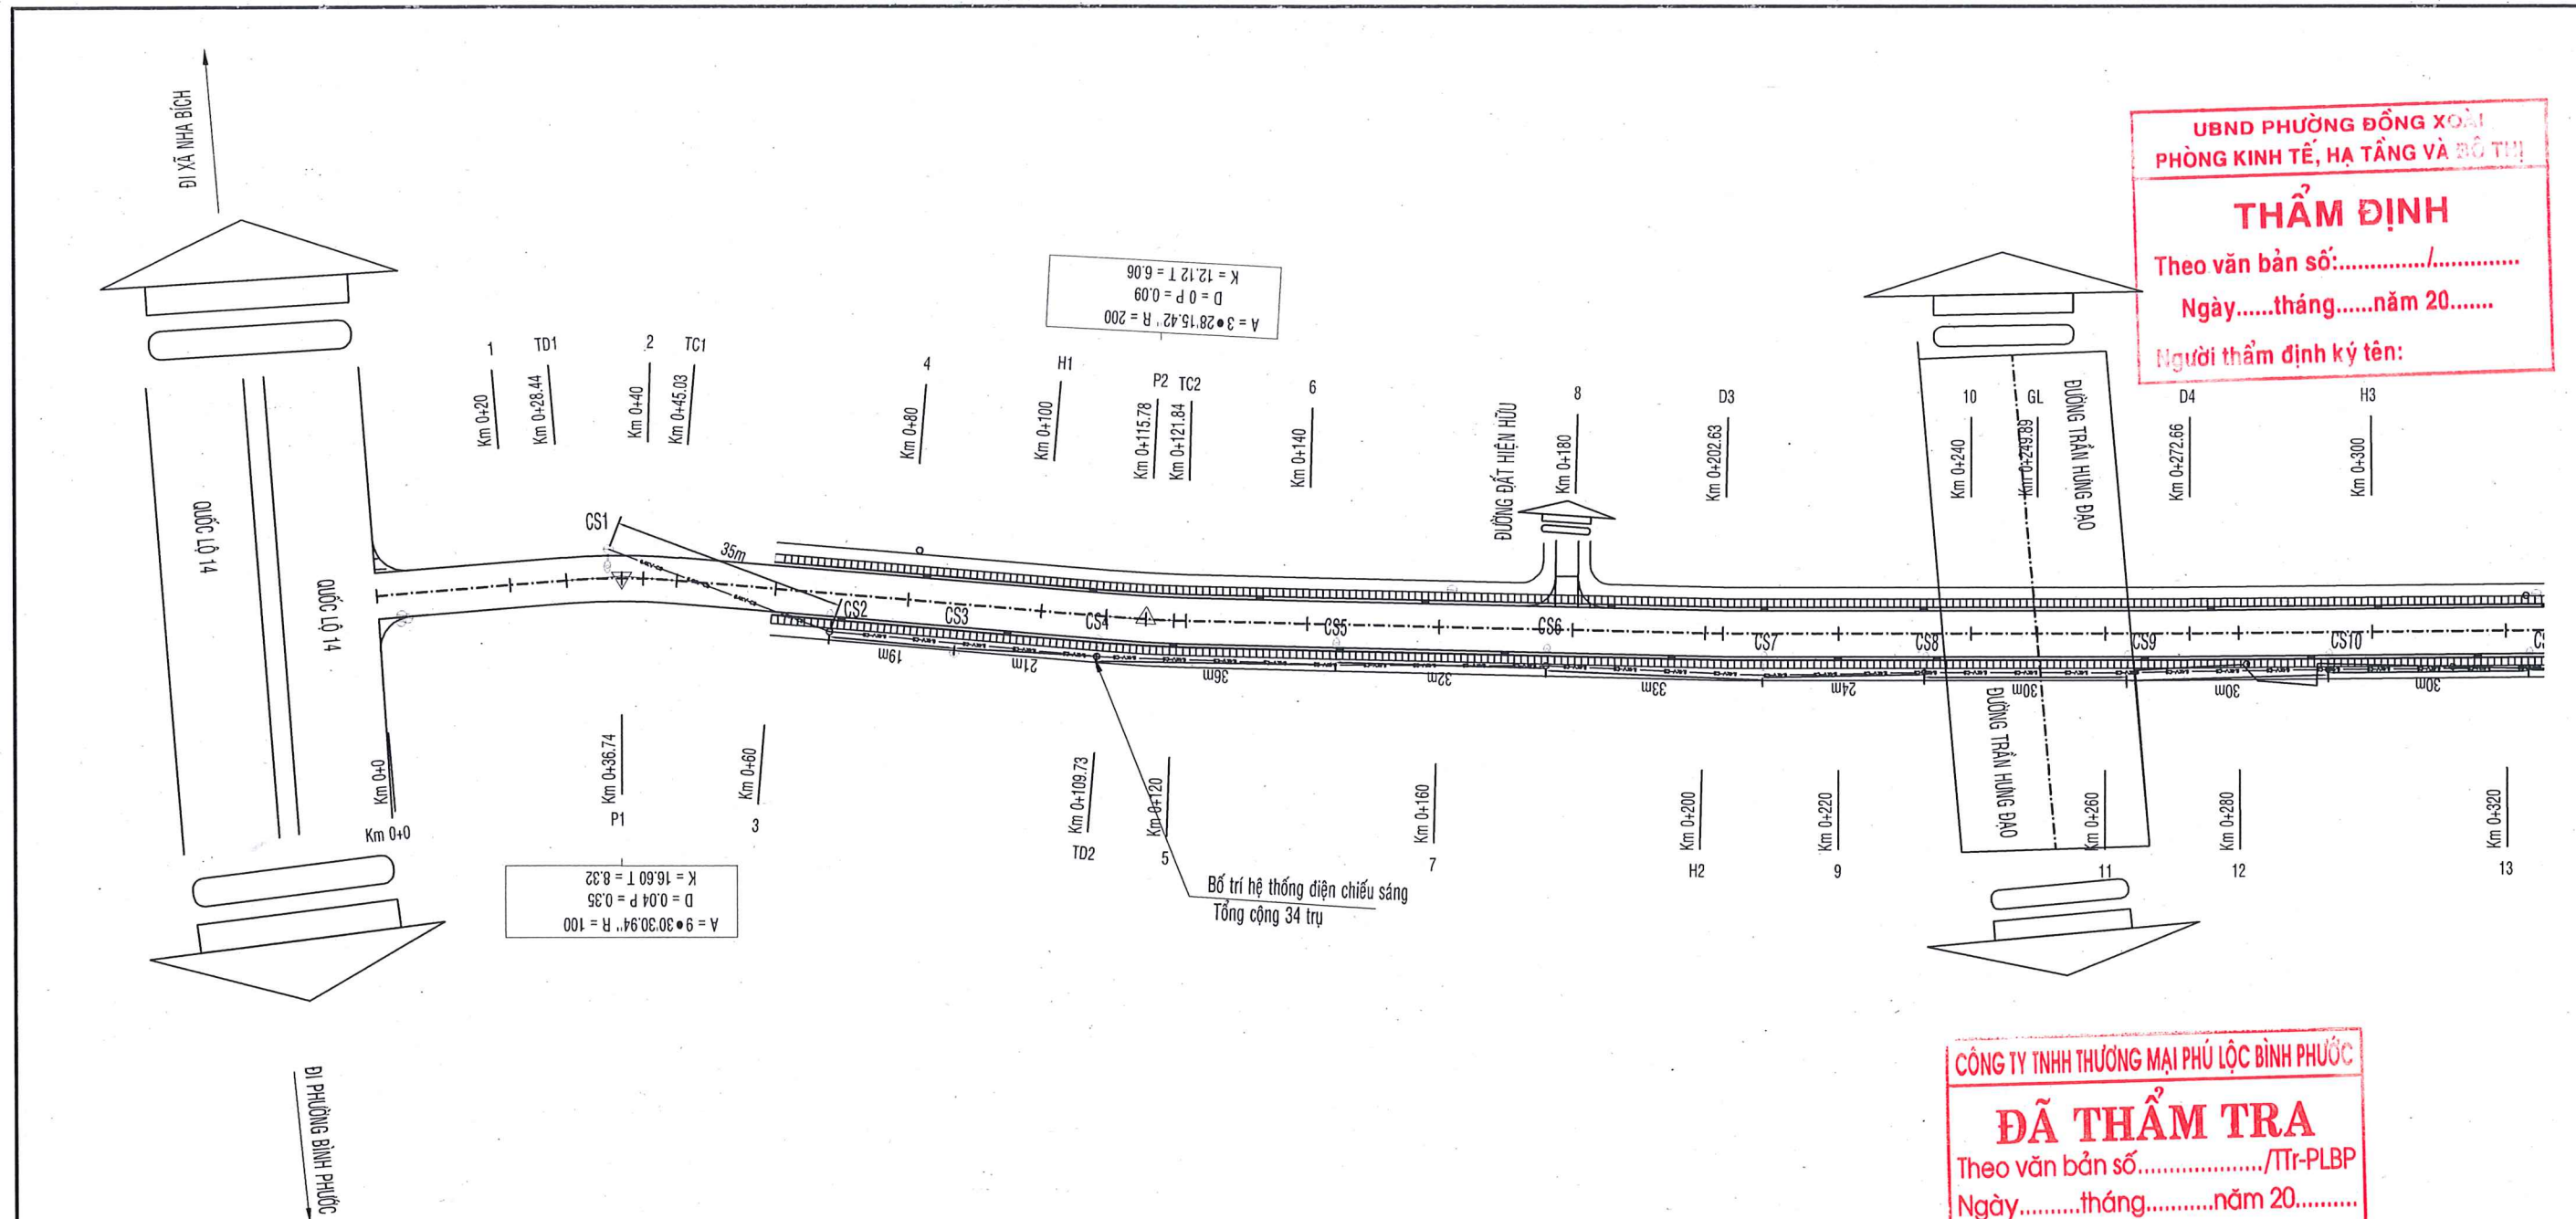 ĐI XÃ NHA BÍCH
UBND PHƯỜNG ĐỒNG XOÀI
PHÒNG KINH TẾ, HẠ TẦNG VÀ ĐÔ THỊ
THẨM ĐỊNH
Theo văn bản số:............../..............
Ngày......tháng......năm 20.......
Người thẩm định ký tên:
K = 12.12 T = 6.06
D = 0 P = 0.09
A = 3●28'15.42'' R = 200
1
TD1
2
TC1
4
H1
P2
TC2
6
8
D3
10
GL
D4
H3
Km 0+20
Km 0+28.44
Km 0+40
Km 0+45.03
Km 0+80
Km 0+100
Km 0+115.78
Km 0+121.84
Km 0+140
ĐƯỜNG ĐẤT HIỆN HỮU
Km 0+180
Km 0+202.63
Km 0+240
Km 0+249.89
ĐƯỜNG TRẦN HƯNG ĐẠO
Km 0+272.66
Km 0+300
QUỐC LỘ 14
QUỐC LỘ 14
CS1
35m
CS2
CS3
CS4
CS5
CS6
CS7
CS8
CS9
CS10
19m
21m
36m
32m
33m
24m
30m
30m
30m
ĐƯỜNG TRẦN HƯNG ĐẠO
Km 0+0
Km 0+0
Km 0+36.74
P1
Km 0+60
3
Km 0+109.73
TD2
Km 0+120
5
Km 0+160
7
Km 0+200
H2
Km 0+220
9
Km 0+260
11
Km 0+280
12
Km 0+320
13
K = 16.60 T = 8.32
D = 0.04 P = 0.35
A = 9●30'30.94'' R = 100
Bố trí hệ thống điện chiếu sáng
Tổng cộng 34 trụ
ĐI PHƯỜNG BÌNH PHƯỚC
CÔNG TY TNHH THƯƠNG MẠI PHÚ LỘC BÌNH PHƯỚC
ĐÃ THẨM TRA
Theo văn bản số..................../TTr-PLBP
Ngày..........tháng...........năm 20..........